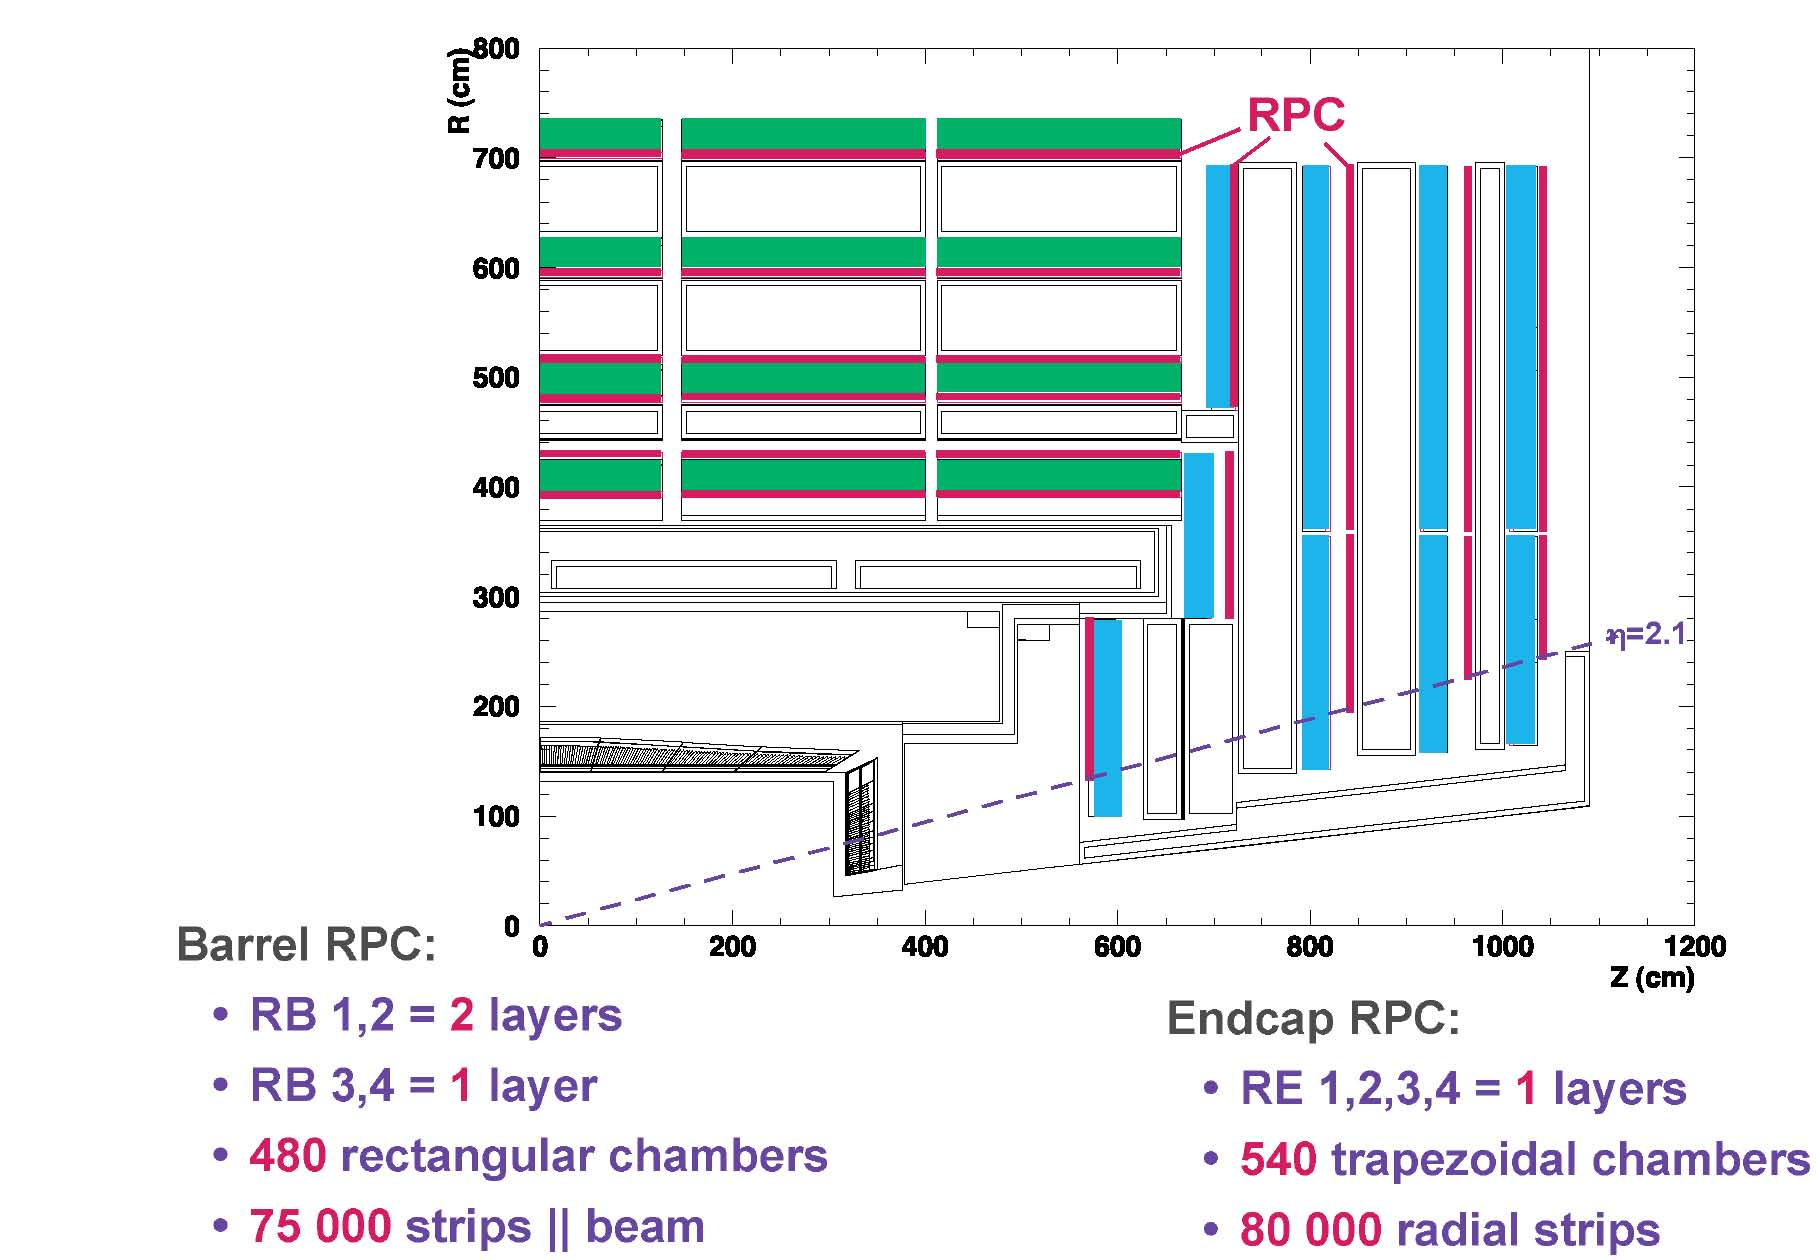 800
R (cm)
RPC
700
600
500
400
300
η=2.1
200
100
0
0 200 400 600 800 1000 1200
Z (cm)
Barrel RPC:
• RB 1,2 = 2 layers
• RB 3,4 = 1 layer
• 480 rectangular chambers
• 75 000 strips || beam
Endcap RPC:
• RE 1,2,3,4 = 1 layers
• 540 trapezoidal chambers
• 80 000 radial strips